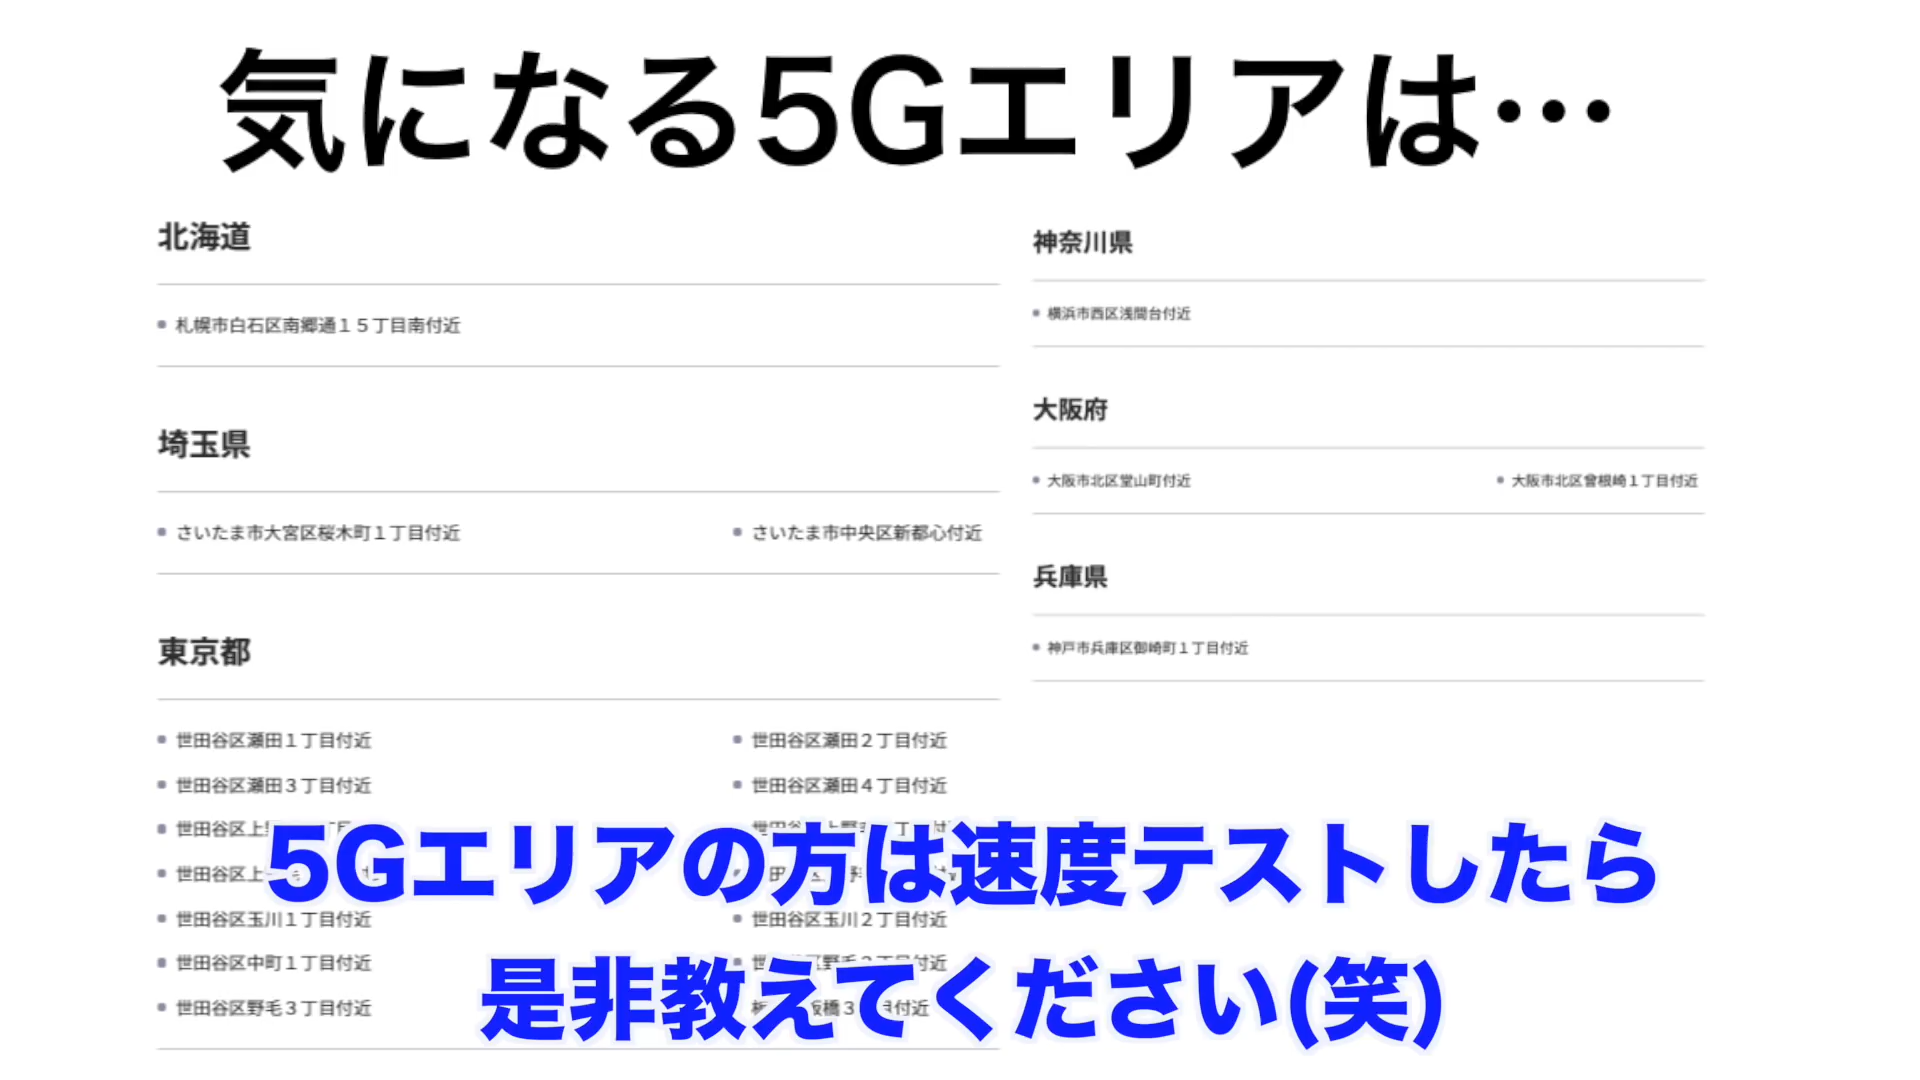 気になる5Gエリアは…
北海道
札幌市白石区南郷通１５丁目南付近
埼玉県
さいたま市大宮区桜木町１丁目付近
さいたま市中央区新都心付近
東京都
世田谷区瀬田１丁目付近
世田谷区瀬田２丁目付近
世田谷区瀬田３丁目付近
世田谷区瀬田４丁目付近
世田谷区上
世田谷区上
世田谷区玉川１丁目付近
世田谷区玉川２丁目付近
世田谷区中町１丁目付近
世田谷区野毛３丁目付近
神奈川県
横浜市西区浅間台付近
大阪府
大阪市北区堂山町付近
大阪市北区曾根崎１丁目付近
兵庫県
神戸市兵庫区御崎町１丁目付近
5Gエリアの方は速度テストしたら
是非教えてください(笑)